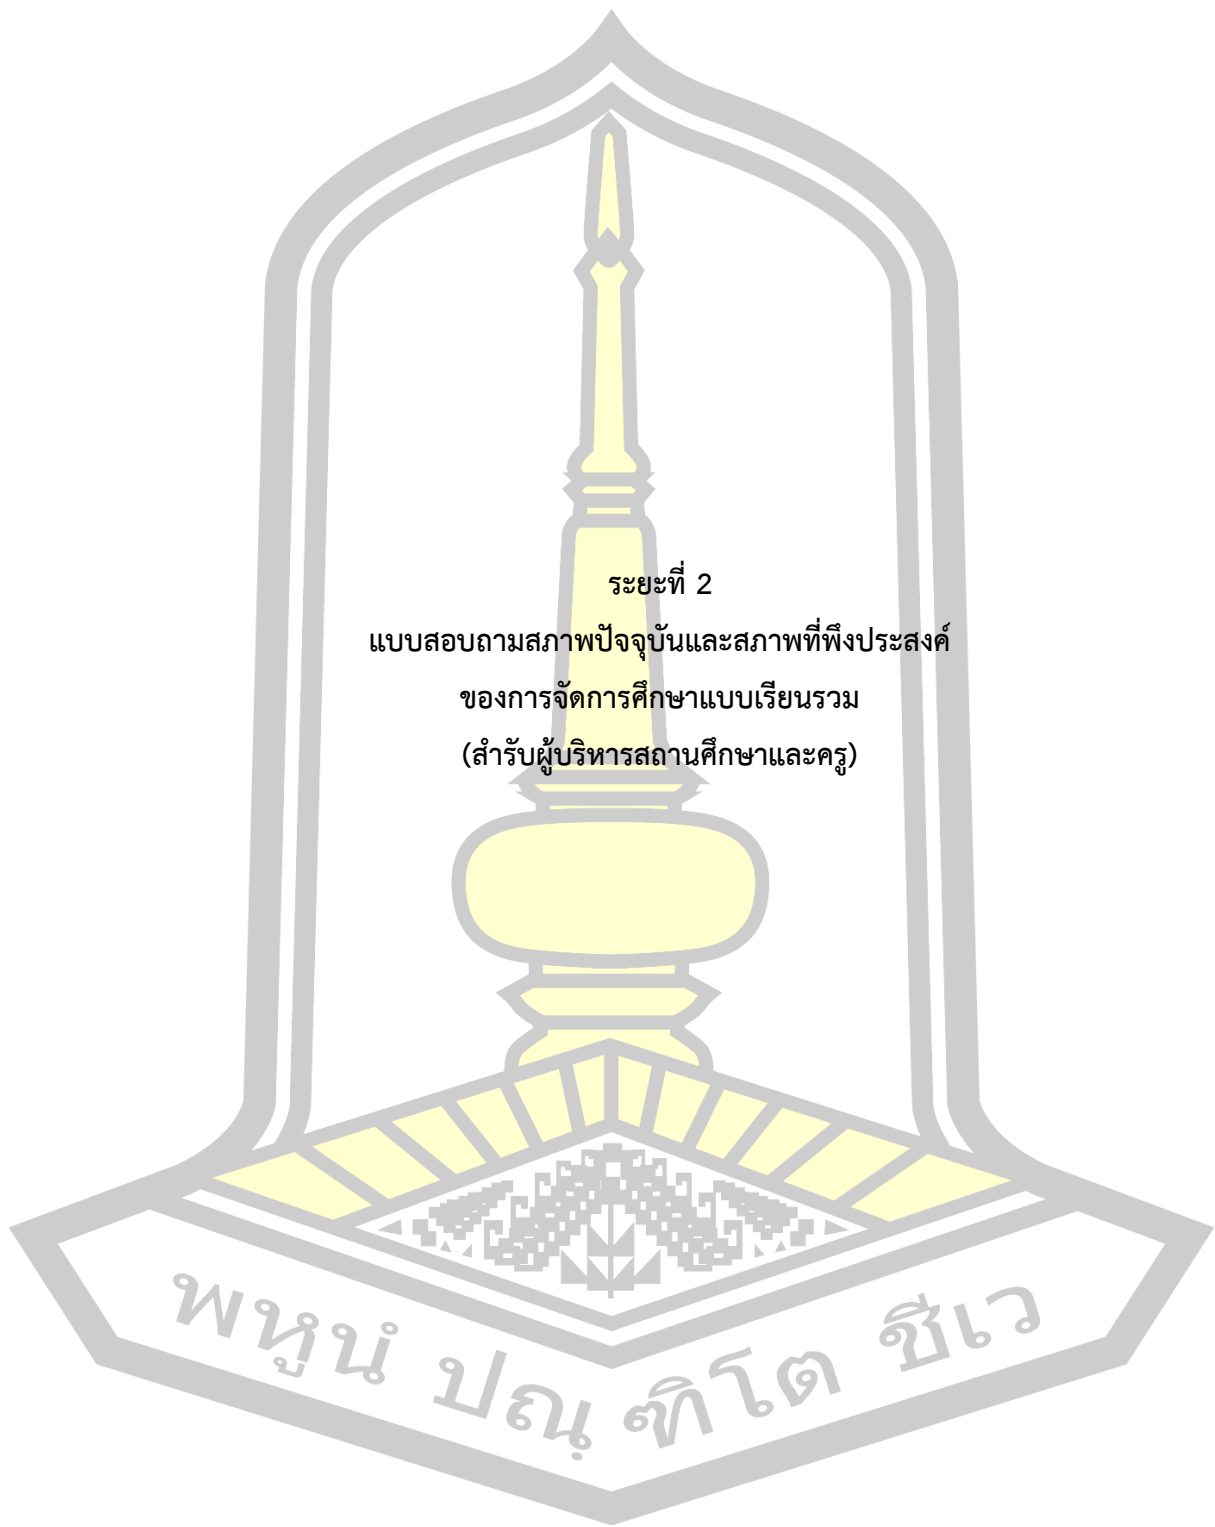 ระยะที่ 2
แบบสอบถามสภาพปัจจุบันและสภาพที่พึงประสงค์
ของการจัดการศึกษาแบบเรียนรวม
(สำรับผู้บริหารสถานศึกษาและครู)
พหูนํ ปณฺฑิโต ชีเว